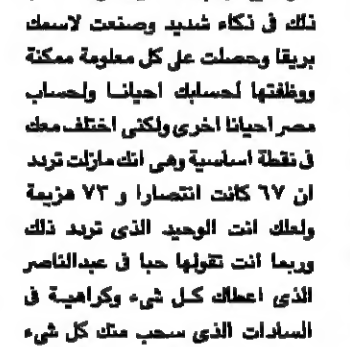 ذلك فى ذكاء شديد وصنعت لاسمك
بريقا وحصلت على كل معلومة ممكنة
ووظفتها لحسابك احيانا ولحساب
مصر احيانا اخرى ولكنى اختلف معك
فى نقطة اساسية وهى انك مازلت تردد
ان ٦٧ كانت انتصارا و ٧٣ هزيمة
ولعلك انت الوحيد الذى تردد ذلك
وربما انت تقولها حبا فى عبدالناصر
الذى اعطاك كل شىء وكراهية فى
السادات الذى سحب منك كل شىء